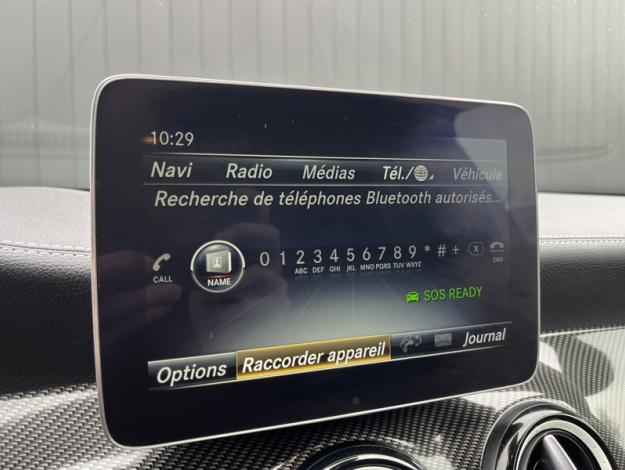 10:29
Navi Radio Médias Tél./ Véhicule
Recherche de téléphones Bluetooth autorisés...
CALL NAME 0 1 2 3 4 5 6 7 8 9 * # + X END
ABC DEF GHI JKL MNO PQRS TUV WXYZ
SOS READY
Options Raccorder appareil Journal